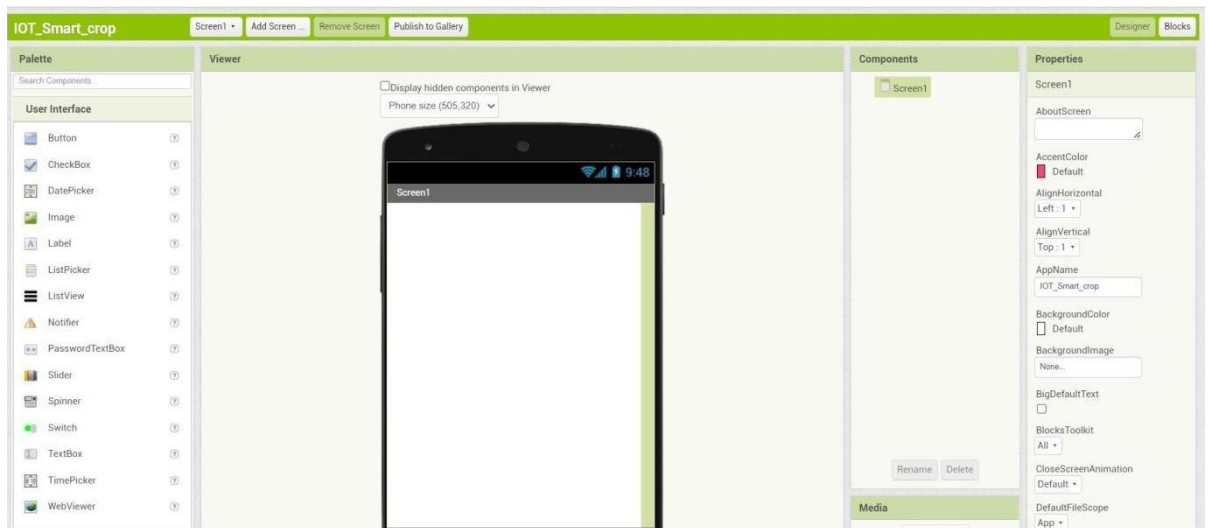 IOT_Smart_crop
Screen1
Add Screen ...
Remove Screen
Publish to Gallery
Designer
Blocks
Palette
Search Components...
User Interface
Button
CheckBox
DatePicker
Image
Label
ListPicker
ListView
Notifier
PasswordTextBox
Slider
Spinner
Switch
TextBox
TimePicker
WebViewer
Viewer
Display hidden components in Viewer
Phone size (505,320)
9:48
Screen1
Components
Screen1
Rename
Delete
Media
Properties
Screen1
AboutScreen
AccentColor
Default
AlignHorizontal
Left : 1
AlignVertical
Top : 1
AppName
IOT_Smart_crop
BackgroundColor
Default
BackgroundImage
None...
BigDefaultText
BlocksToolkit
All
CloseScreenAnimation
Default
DefaultFileScope
App